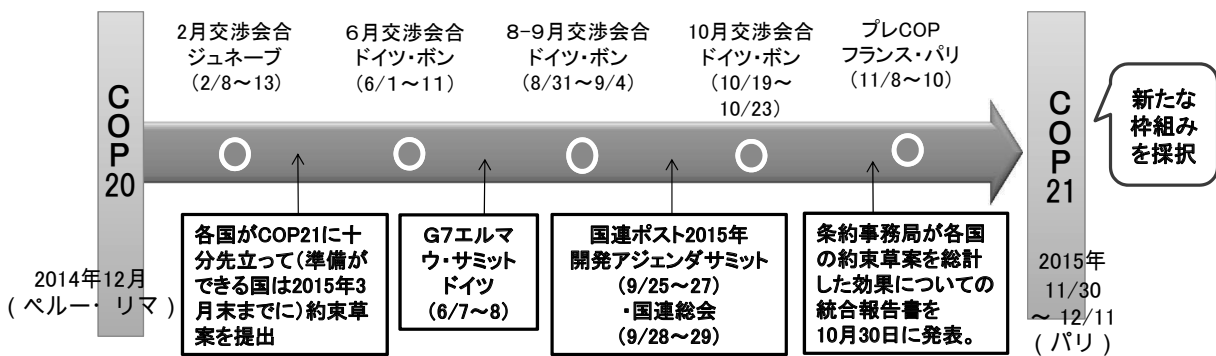 2月交渉会合
ジュネーブ
(2/8～13)
６月交渉会合
ドイツ・ボン
(6/１～11)
8-9月交渉会合
ドイツ・ボン
(8/31～9/4)
10月交渉会合
ドイツ・ボン
(10/19～
10/23)
プレCOP
フランス・パリ
(11/8～10)
COP20
COP21
新たな
枠組み
を採択
各国がCOP21に十
分先立って(準備が
できる国は2015年3
月末までに)約束草
案を提出
G7エルマ
ウ・サミット
ドイツ
(6/7～8)
国連ポスト2015年
開発アジェンダサミット
(9/25～27)
・国連総会
(9/28～29)
条約事務局が各国
の約束草案を総計
した効果についての
統合報告書を
10月30日に発表。
2014年12月
(ペルー・リマ)
2015年
11/30
～12/11
(パリ)